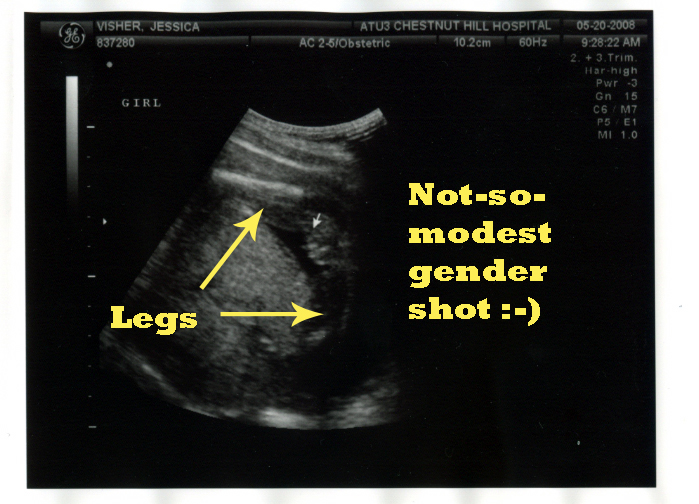 VISHER, JESSICA ATU3 CHESTNUT HILL HOSPITAL 05-20-2008
837280 AC 2-5/Obstetric 10.2cm 60Hz 9:28:22 AM
2. + 3.Trim.
Har-high
Pwr -3
Gn 15
C6 / M7
P5 / E1
MI 1.0
GIRL
Not-so-
modest
gender
shot :-)
Legs